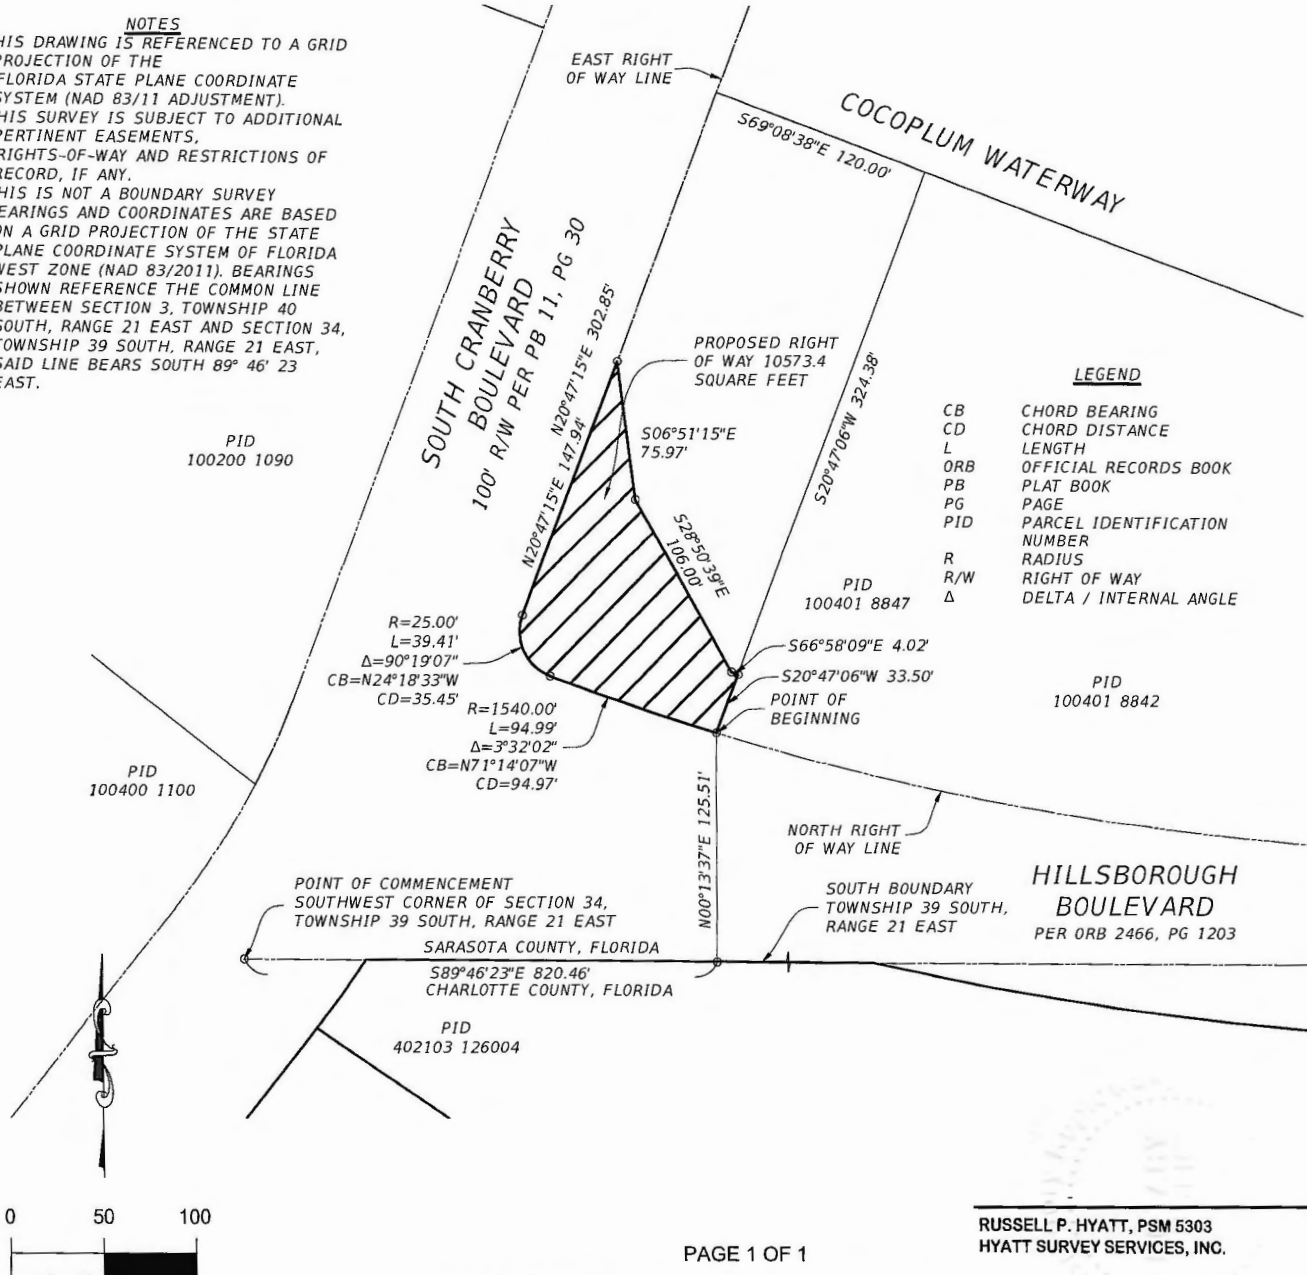 NOTES
HIS DRAWING IS REFERENCED TO A GRID
PROJECTION OF THE
FLORIDA STATE PLANE COORDINATE
SYSTEM (NAD 83/11 ADJUSTMENT).
HIS SURVEY IS SUBJECT TO ADDITIONAL
PERTINENT EASEMENTS,
RIGHTS-OF-WAY AND RESTRICTIONS OF
RECORD, IF ANY.
HIS IS NOT A BOUNDARY SURVEY
EARINGS AND COORDINATES ARE BASED
ON A GRID PROJECTION OF THE STATE
PLANE COORDINATE SYSTEM OF FLORIDA
WEST ZONE (NAD 83/2011). BEARINGS
SHOWN REFERENCE THE COMMON LINE
BETWEEN SECTION 3, TOWNSHIP 40
SOUTH, RANGE 21 EAST AND SECTION 34,
TOWNSHIP 39 SOUTH, RANGE 21 EAST,
SAID LINE BEARS SOUTH 89° 46' 23
EAST.
EAST RIGHT
OF WAY LINE
COCOPLUM WATERWAY
S69°08'38"E 120.00'
SOUTH CRANBERRY
BOULEVARD
100' R/W PER PB 11, PG 30
N20°47'15"E 302.85'
N20°47'15"E 147.94'
PROPOSED RIGHT
OF WAY 10573.4
SQUARE FEET
S06°51'15"E
75.97'
S28°50'39"E
106.00'
S20°47'06"W 324.38'
LEGEND
CB CHORD BEARING
CD CHORD DISTANCE
L LENGTH
ORB OFFICIAL RECORDS BOOK
PB PLAT BOOK
PG PAGE
PID PARCEL IDENTIFICATION
NUMBER
R RADIUS
R/W RIGHT OF WAY
Δ DELTA / INTERNAL ANGLE
PID
100200 1090
PID
100401 8847
R=25.00'
L=39.41'
Δ=90°19'07"
CB=N24°18'33"W
CD=35.45'
S66°58'09"E 4.02'
S20°47'06"W 33.50'
POINT OF
BEGINNING
PID
100401 8842
R=1540.00'
L=94.99'
Δ=3°32'02"
CB=N71°14'07"W
CD=94.97'
PID
100400 1100
N00°13'37"E 125.51'
NORTH RIGHT
OF WAY LINE
HILLSBOROUGH
BOULEVARD
PER ORB 2466, PG 1203
POINT OF COMMENCEMENT
SOUTHWEST CORNER OF SECTION 34,
TOWNSHIP 39 SOUTH, RANGE 21 EAST
SOUTH BOUNDARY
TOWNSHIP 39 SOUTH,
RANGE 21 EAST
SARASOTA COUNTY, FLORIDA
S89°46'23"E 820.46'
CHARLOTTE COUNTY, FLORIDA
PID
402103 126004
0 50 100
PAGE 1 OF 1
RUSSELL P. HYATT, PSM 5303
HYATT SURVEY SERVICES, INC.